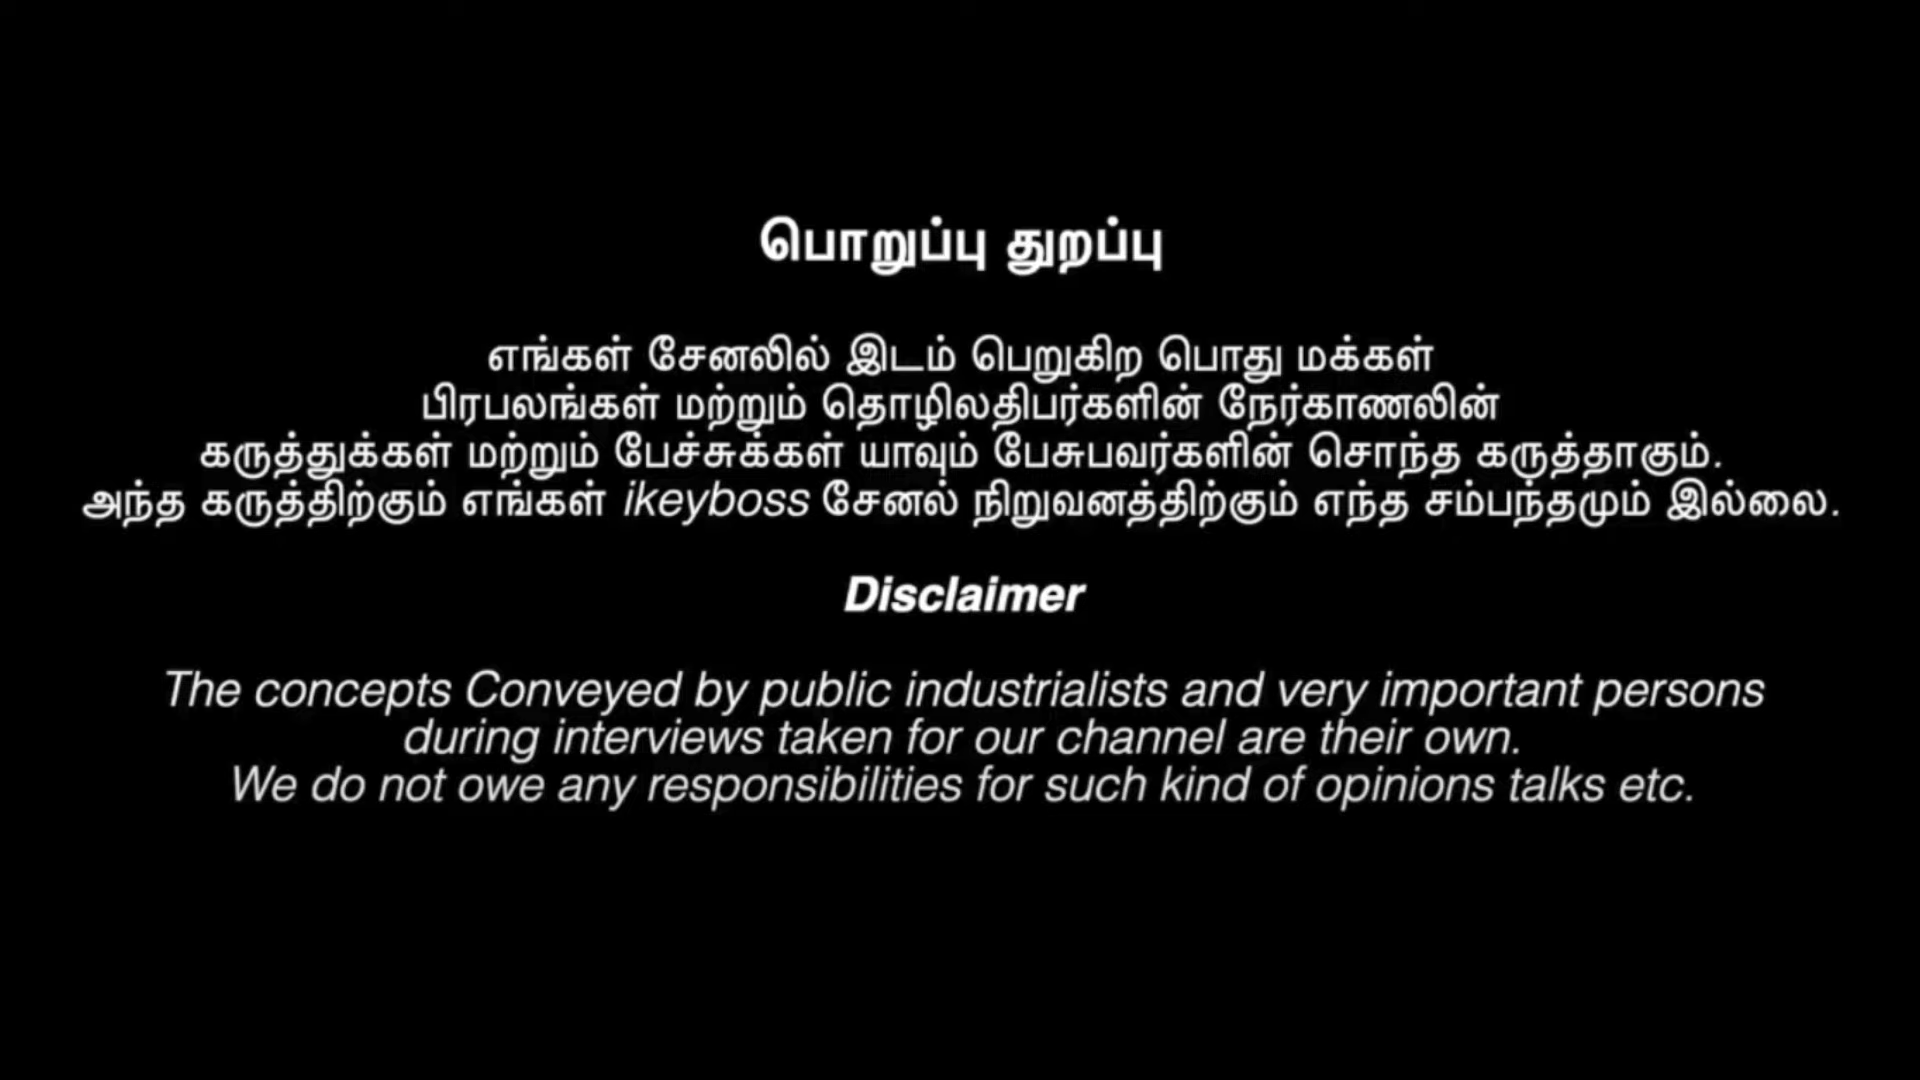 பொறுப்பு துறப்பு
எங்கள் சேனலில் இடம் பெறுகிற பொது மக்கள்
பிரபலங்கள் மற்றும் தொழிலதிபர்களின் நேர்காணலின்
கருத்துக்கள் மற்றும் பேச்சுக்கள் யாவும் பேசுபவர்களின் சொந்த கருத்தாகும்.
அந்த கருத்திற்கும் எங்கள் ikeyboss சேனல் நிறுவனத்திற்கும் எந்த சம்பந்தமும் இல்லை.
Disclaimer
The concepts Conveyed by public industrialists and very important persons
during interviews taken for our channel are their own.
We do not owe any responsibilities for such kind of opinions talks etc.